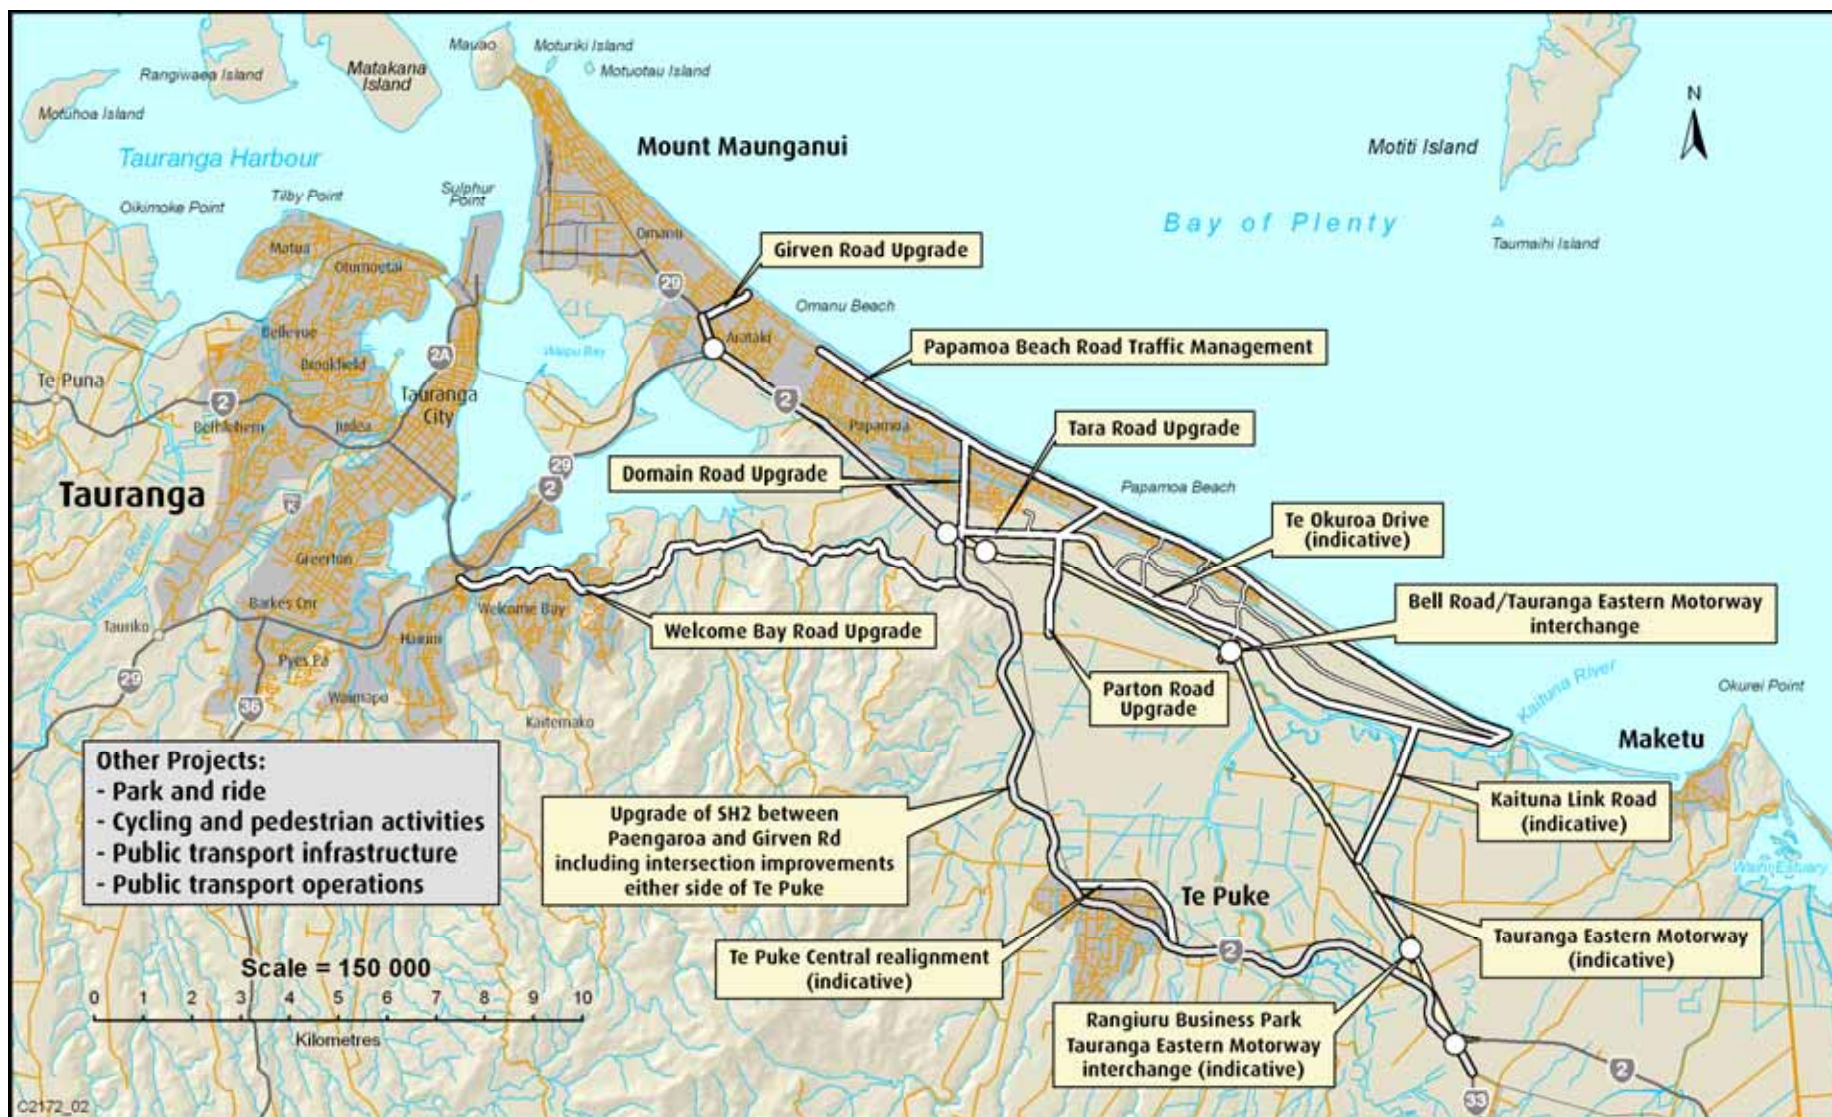 Mauao
Moturiki Island
Motuotau Island
Rangiwaea Island
Matakana
Island
Motuhoa Island
N
Mount Maunganui
Motiti Island
Tauranga Harbour
Sulphur
Point
Tilby Point
Oikimoke Point
Bay of Plenty
Taumaihi Island
Matua
Omanu
Girven Road Upgrade
Otumoetai
29
Omanu Beach
Bellevue
Arataki
Papamoa Beach Road Traffic Management
2A
Waipu Bay
Brookfield
Te Puna
2
Tauranga
City
2
Bethlehem
Judea
Papamoa
Tara Road Upgrade
Domain Road Upgrade
29
2
Tauranga
Papamoa Beach
K
Te Okuroa Drive
(indicative)
Wairoa River
Greerton
Barkes Cnr
Welcome Bay
Bell Road/Tauranga Eastern Motorway
interchange
Tauriko
Hairini
Welcome Bay Road Upgrade
Pyes Pa
29
Waimapu
Parton Road
Upgrade
Kaituna River
Okurei Point
36
Kaitemako
Maketu
Other Projects:
- Park and ride
- Cycling and pedestrian activities
- Public transport infrastructure
- Public transport operations
Upgrade of SH2 between
Paengaroa and Girven Rd
including intersection improvements
either side of Te Puke
Kaituna Link Road
(indicative)
Waihi Estuary
Te Puke
Te Puke Central realignment
(indicative)
2
Tauranga Eastern Motorway
(indicative)
Scale = 150 000
0 1 2 3 4 5 6 7 8 9 10
Kilometres
Rangiuru Business Park
Tauranga Eastern Motorway
interchange (indicative)
2
33
C2172_02